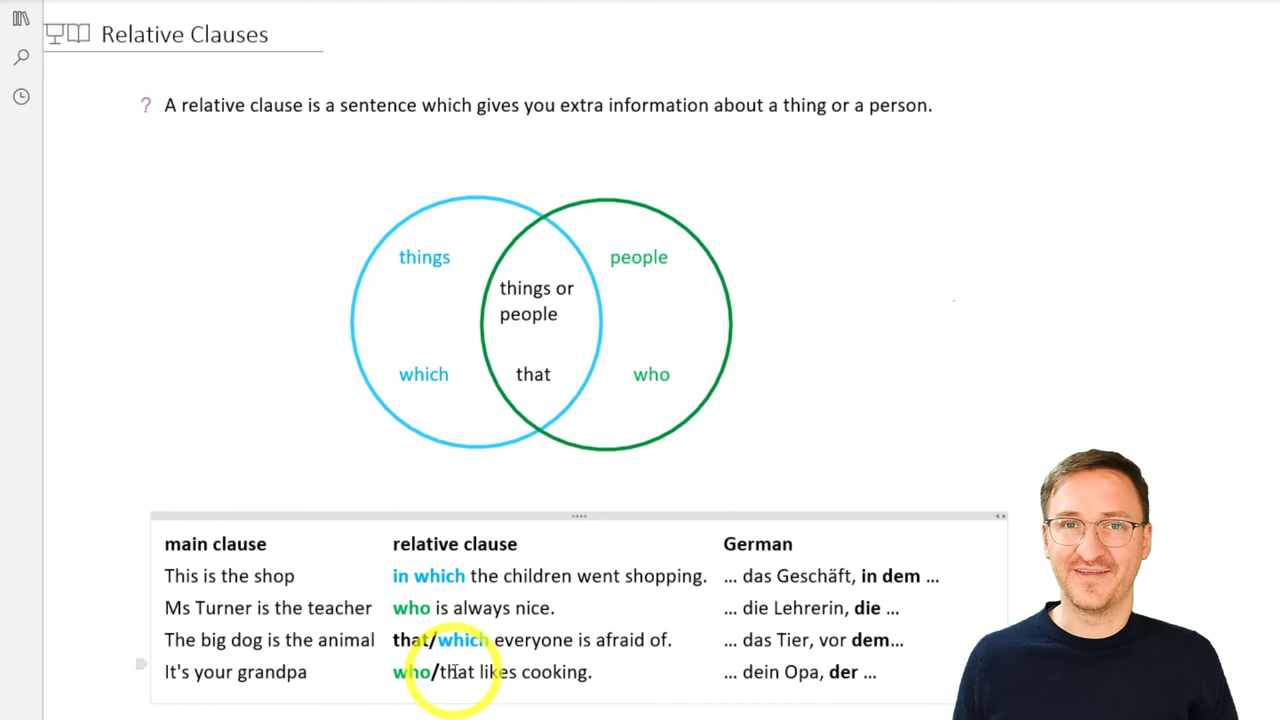 Relative Clauses
? A relative clause is a sentence which gives you extra information about a thing or a person.
things people
things or
people
which that who
main clause relative clause German
This is the shop in which the children went shopping. ... das Geschäft, in dem ...
Ms Turner is the teacher who is always nice. ... die Lehrerin, die ...
The big dog is the animal that/which everyone is afraid of. ... das Tier, vor dem...
It's your grandpa who/that likes cooking. ... dein Opa, der ...